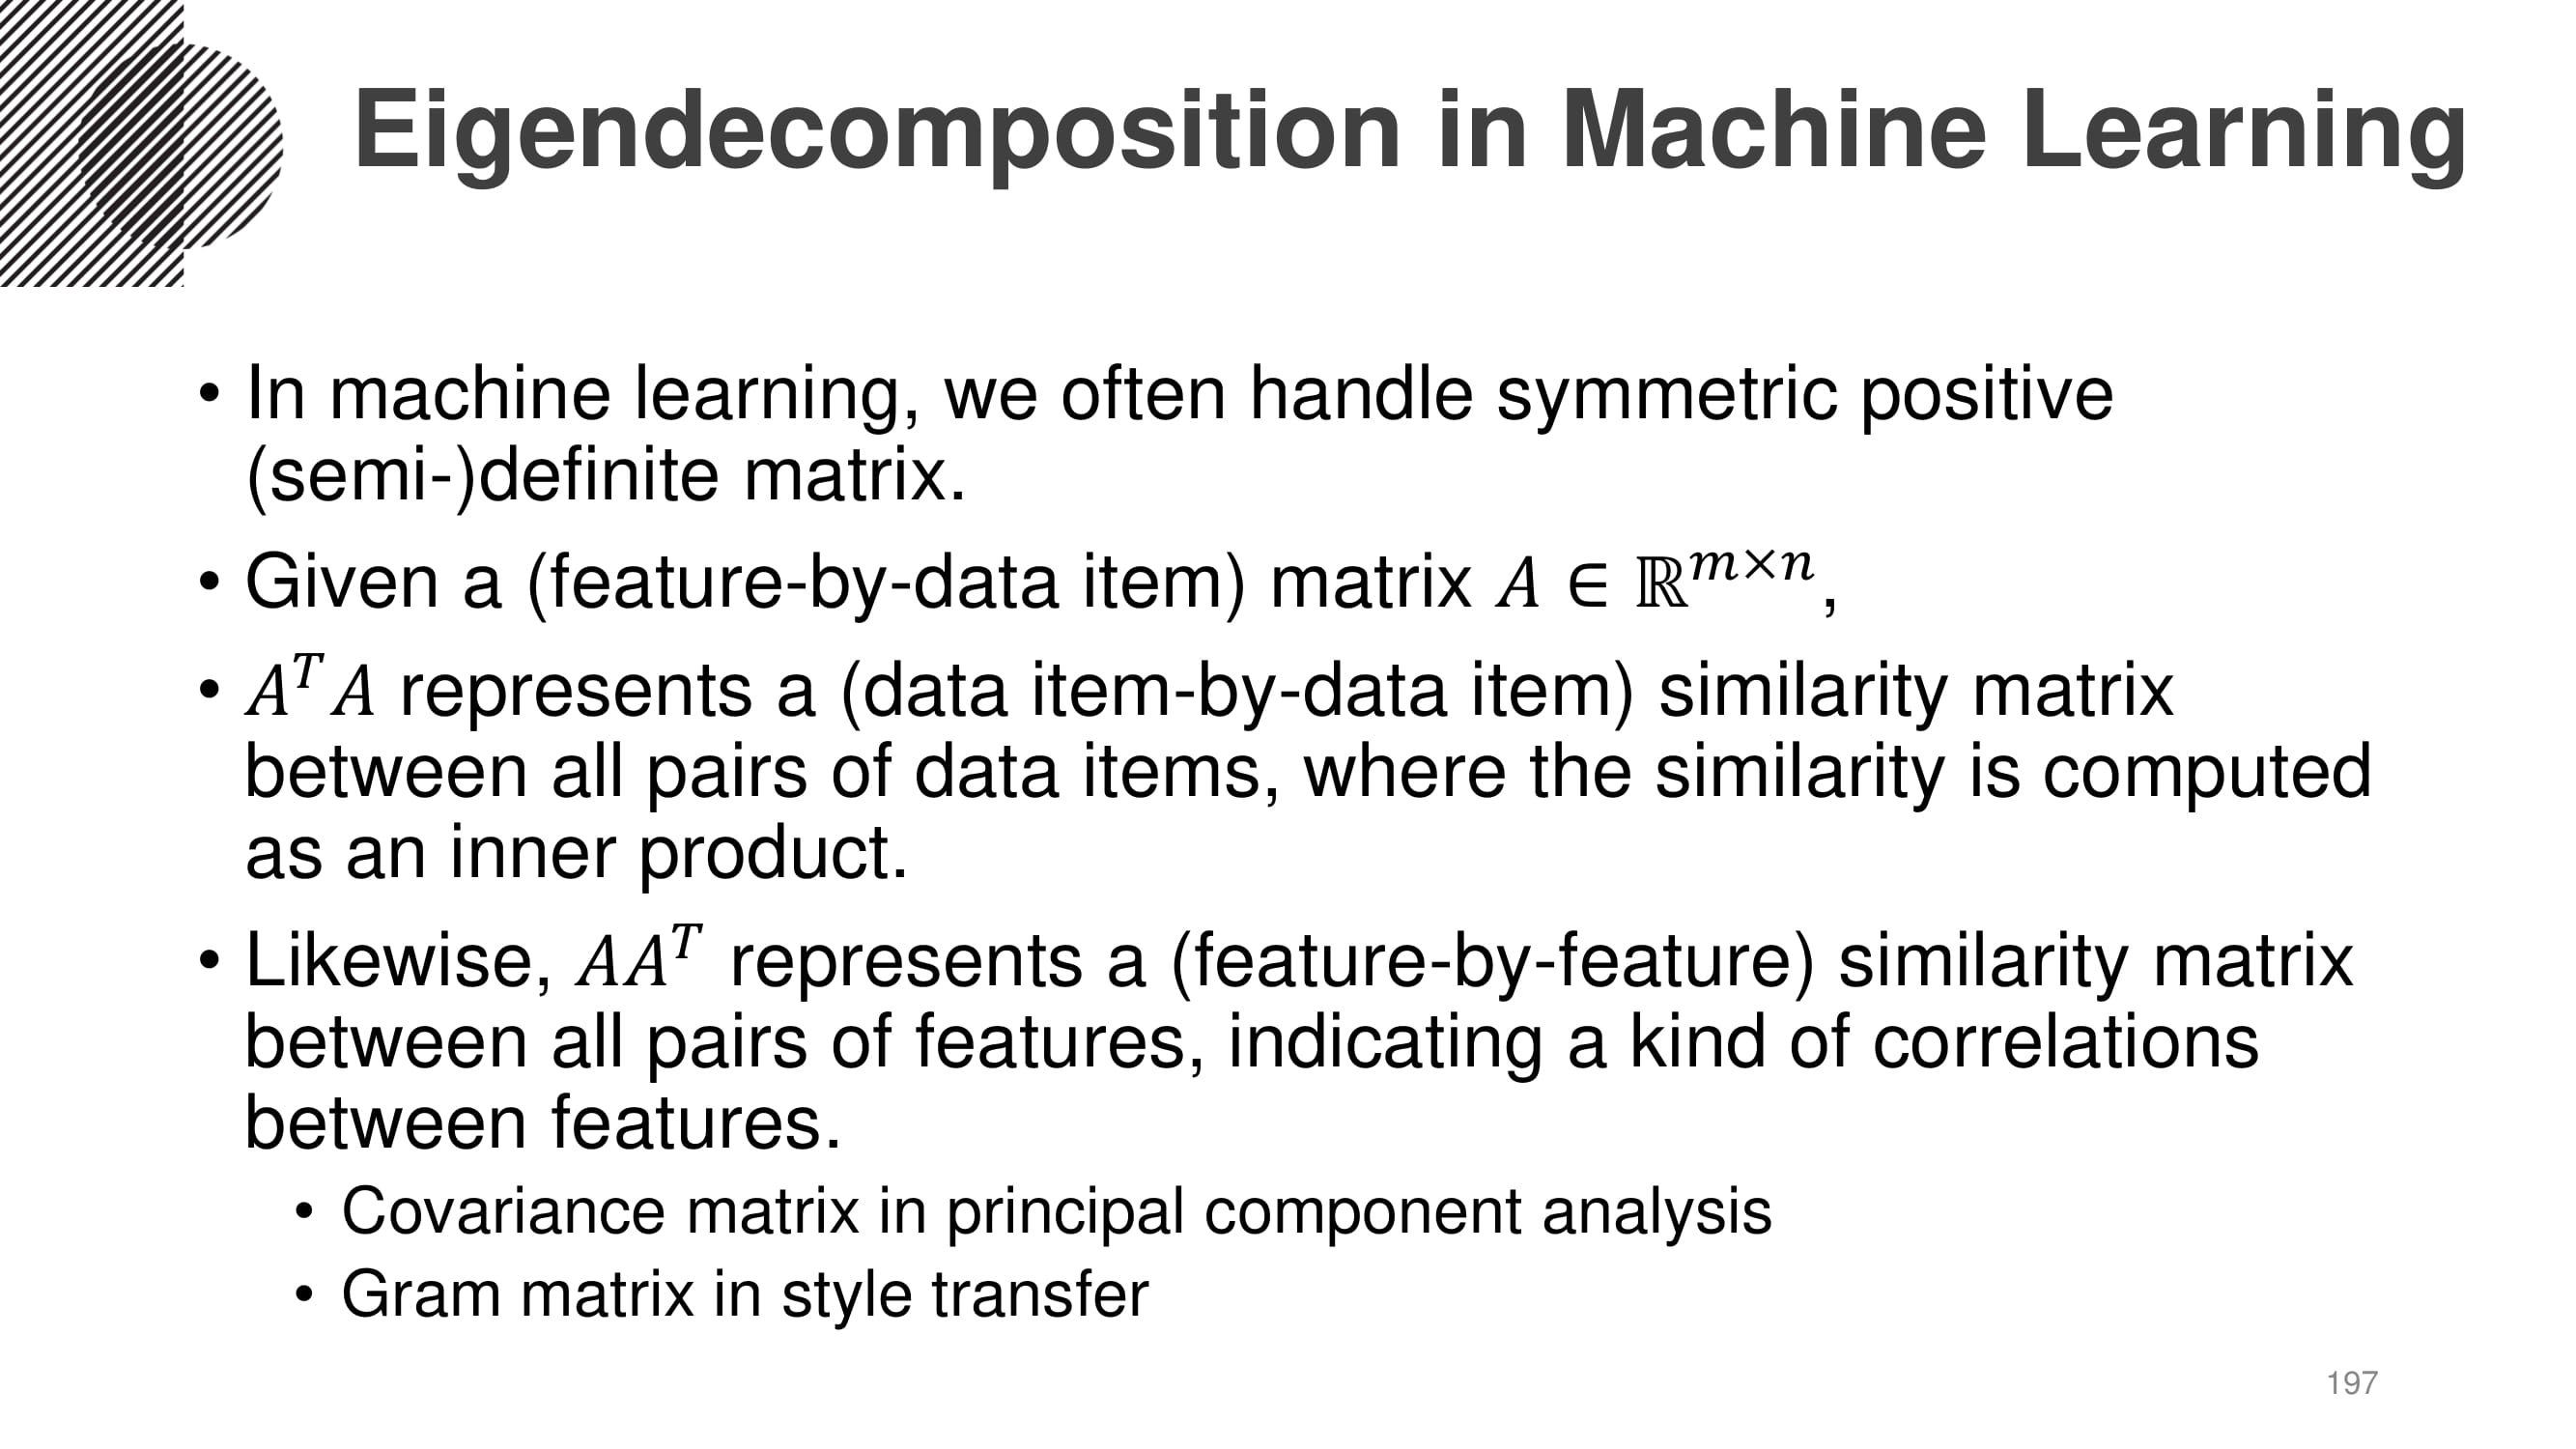 Eigendecomposition in Machine Learning
• In machine learning, we often handle symmetric positive
(semi-)definite matrix.
• Given a (feature-by-data item) matrix 𝐴 ∈ ℝ^{𝑚×𝑛},
• 𝐴^𝑇𝐴 represents a (data item-by-data item) similarity matrix
between all pairs of data items, where the similarity is computed
as an inner product.
• Likewise, 𝐴𝐴^𝑇 represents a (feature-by-feature) similarity matrix
between all pairs of features, indicating a kind of correlations
between features.
• Covariance matrix in principal component analysis
• Gram matrix in style transfer
197